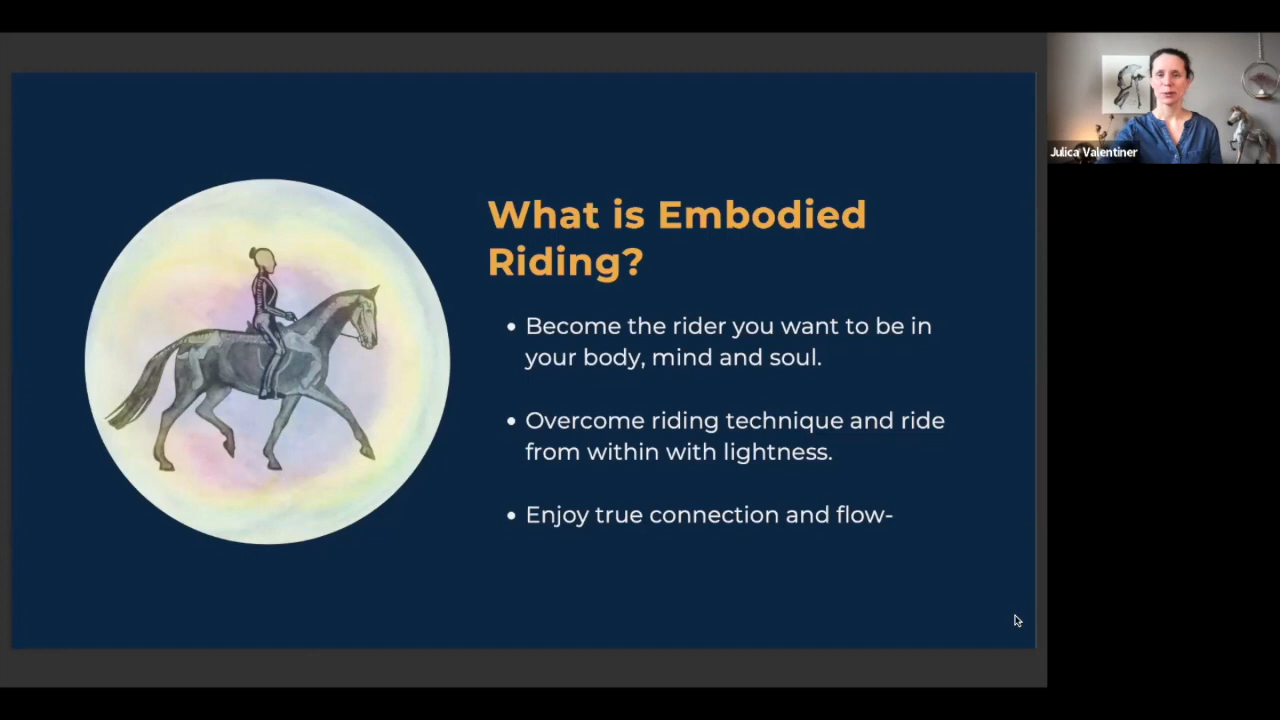 What is Embodied
Riding?
• Become the rider you want to be in
your body, mind and soul.
• Overcome riding technique and ride
from within with lightness.
• Enjoy true connection and flow-
Julica Valentiner